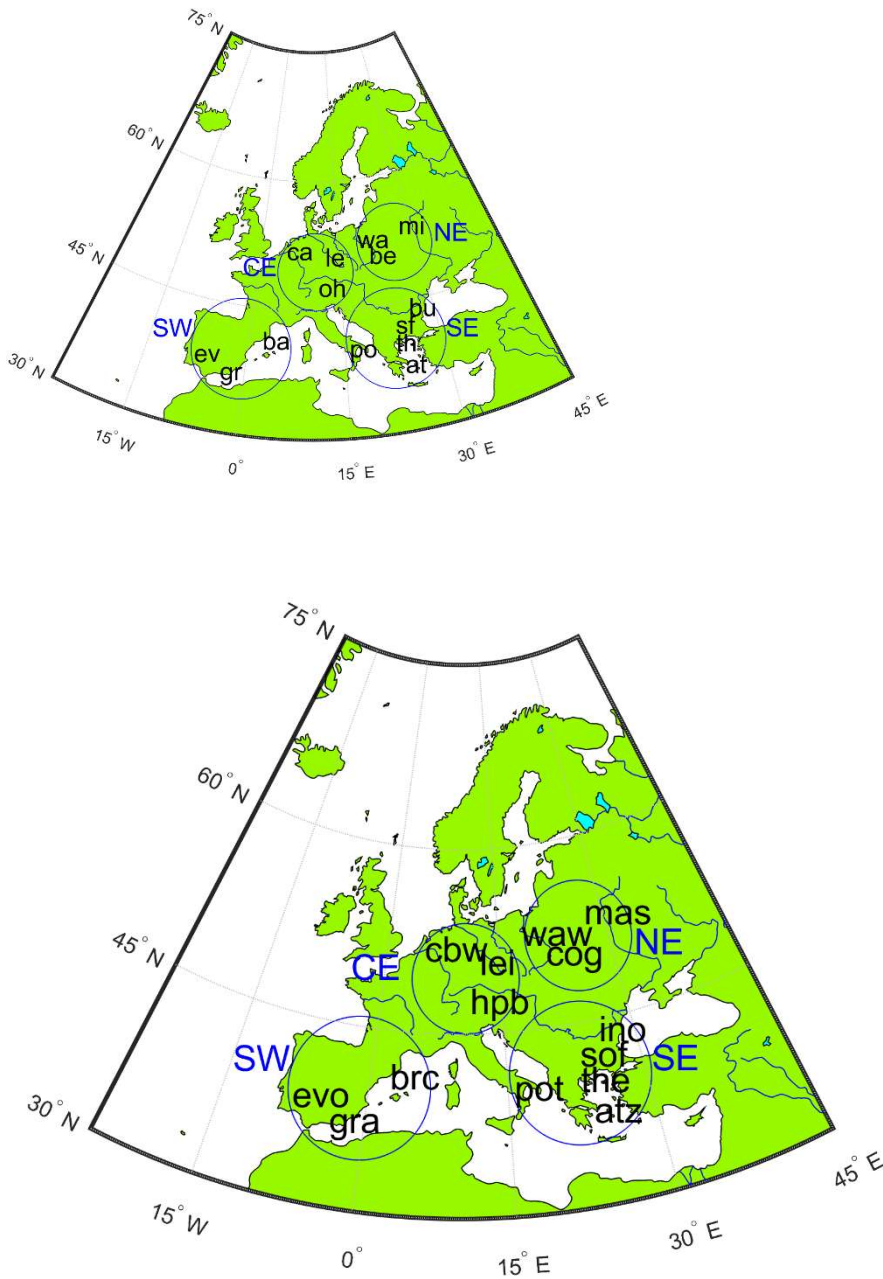 75° N
60° N
45° N
30° N
15° W
0°
15° E
30° E
45° E
mi
NE
wa
be
ca
le
CE
oh
bu
SW
sf
SE
ba
th
ev
po
gr
at
75° N
60° N
45° N
30° N
15° W
0°
15° E
30° E
45° E
mas
waw
NE
cbw
cog
CE
lei
hpb
ino
SW
sof
SE
brc
the
evo
pot
gra
atz